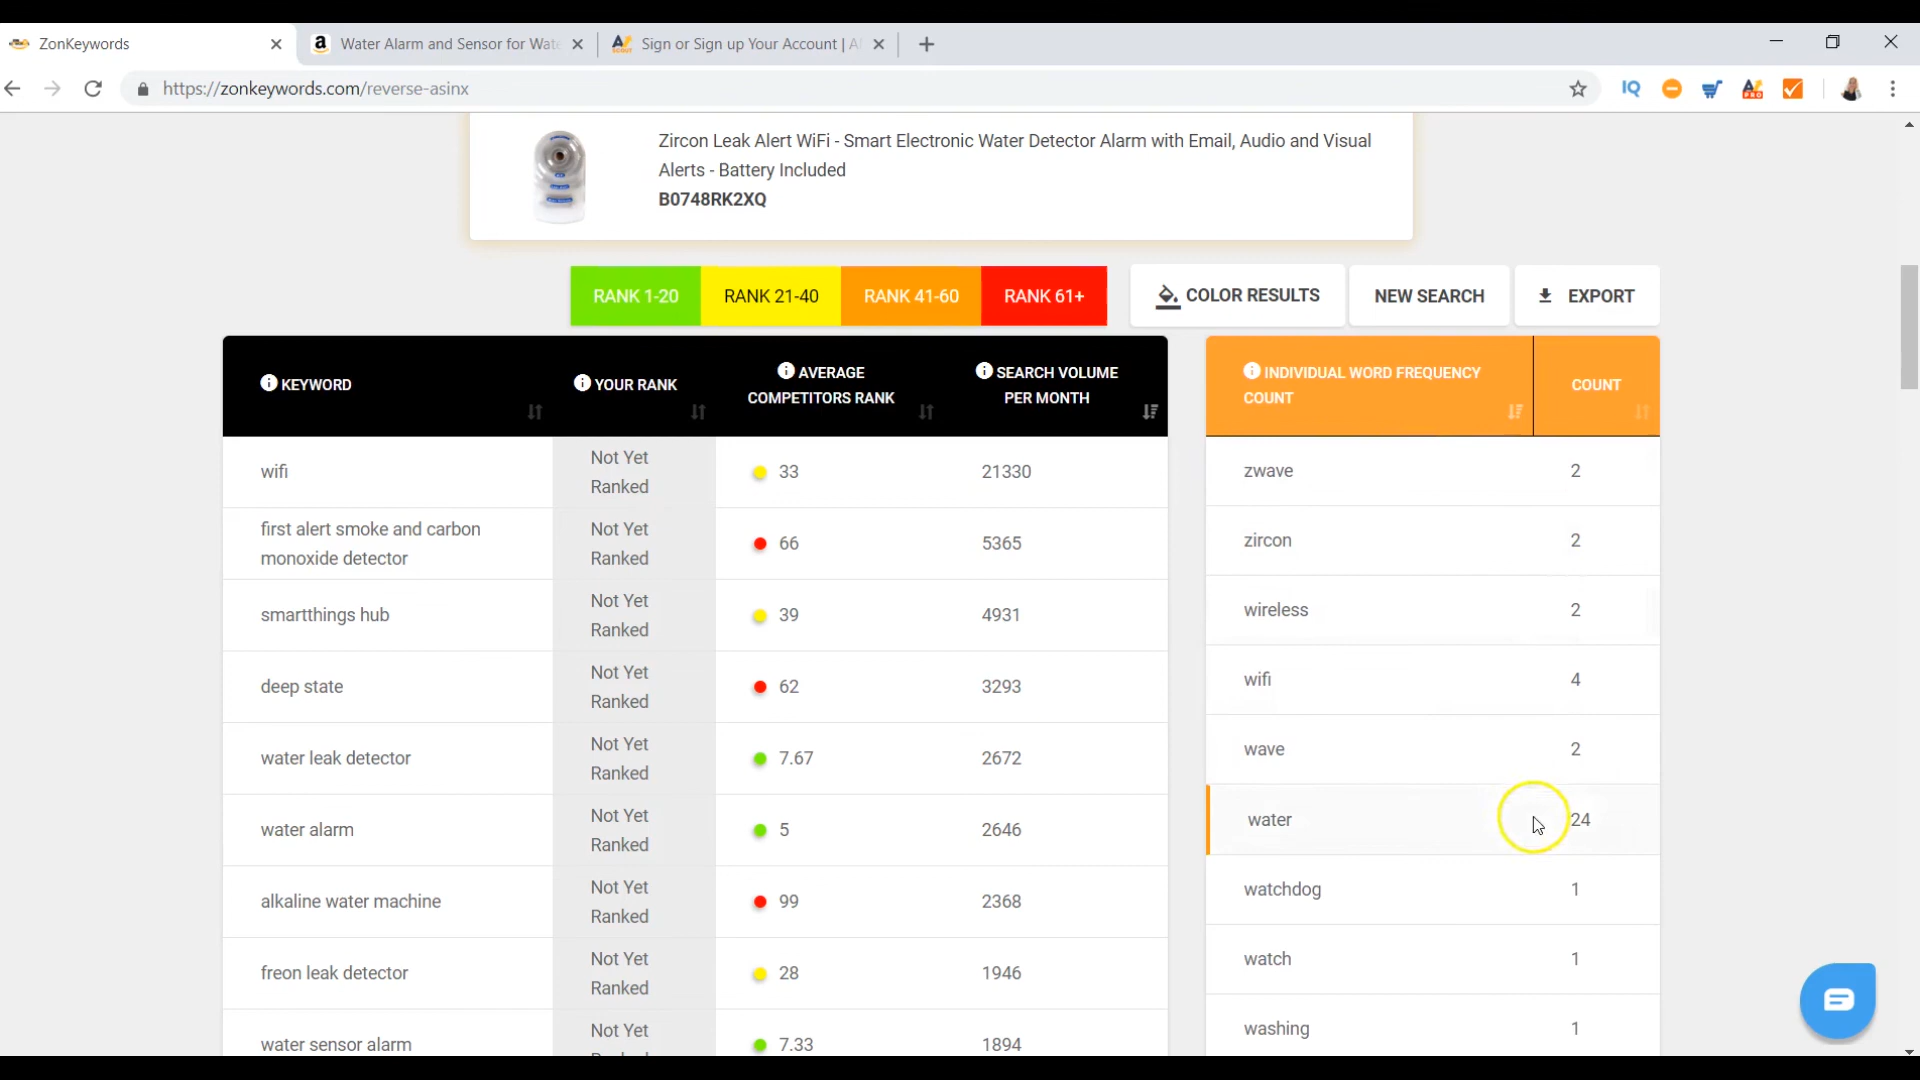 ZonKeywords
Water Alarm and Sensor for Wate
Sign or Sign up Your Account | A
https://zonkeywords.com/reverse-asinx
IQ
PRO
Zircon Leak Alert WiFi - Smart Electronic Water Detector Alarm with Email, Audio and Visual
Alerts - Battery Included
B0748RK2XQ
RANK 1-20 RANK 21-40 RANK 41-60 RANK 61+ COLOR RESULTS NEW SEARCH EXPORT
KEYWORD
YOUR RANK
AVERAGE
COMPETITORS RANK
SEARCH VOLUME
PER MONTH
wifi
Not Yet
Ranked
33
21330
first alert smoke and carbon
monoxide detector
Not Yet
Ranked
66
5365
smartthings hub
Not Yet
Ranked
39
4931
deep state
Not Yet
Ranked
62
3293
water leak detector
Not Yet
Ranked
7.67
2672
water alarm
Not Yet
Ranked
5
2646
alkaline water machine
Not Yet
Ranked
99
2368
freon leak detector
Not Yet
Ranked
28
1946
water sensor alarm
Not Yet
7.33
1894
INDIVIDUAL WORD FREQUENCY
COUNT
COUNT
zwave 2
zircon 2
wireless 2
wifi 4
wave 2
water 24
watchdog 1
watch 1
washing 1